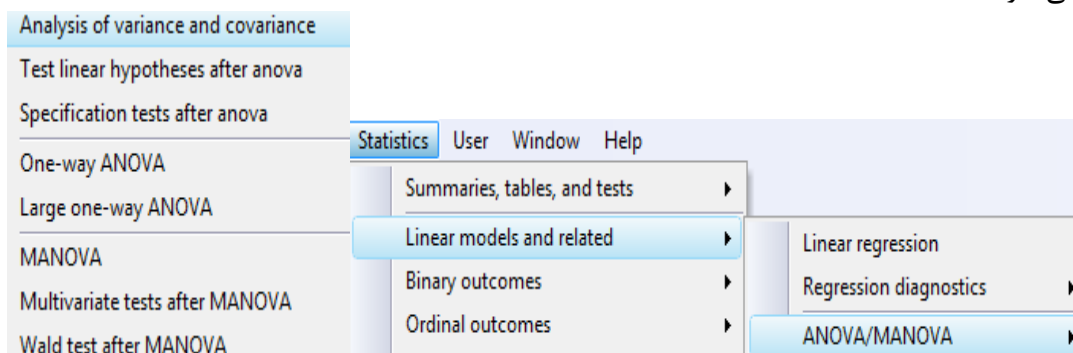 Analysis of variance and covariance
Test linear hypotheses after anova
Specification tests after anova
One-way ANOVA
Large one-way ANOVA
MANOVA
Multivariate tests after MANOVA
Wald test after MANOVA
Statistics User Window Help
Summaries, tables, and tests
Linear models and related
Binary outcomes
Ordinal outcomes
Linear regression
Regression diagnostics
ANOVA/MANOVA